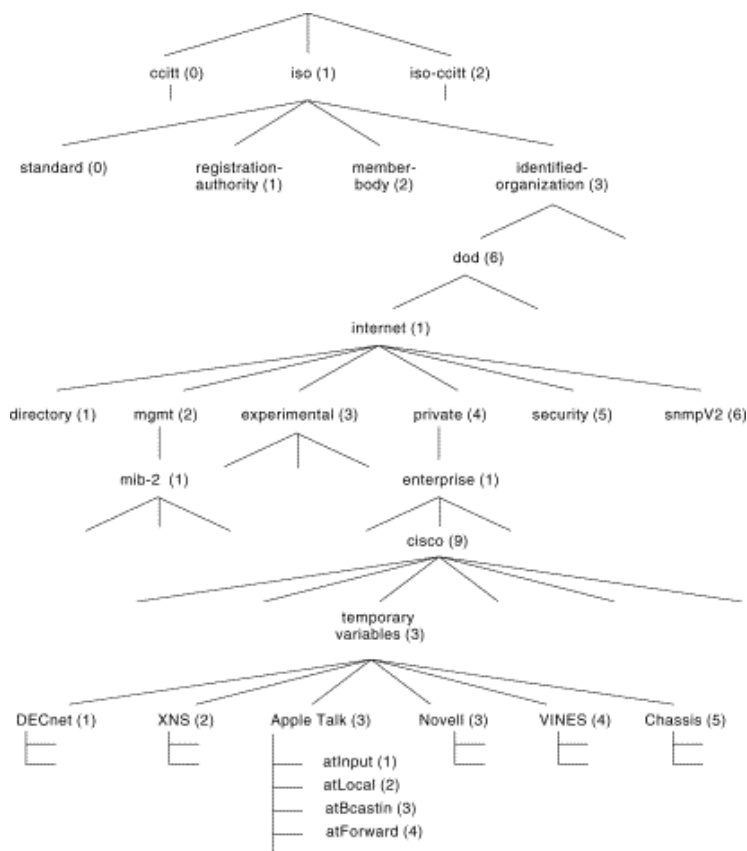 ccitt (0)
iso (1)
iso-ccitt (2)
standard (0)
registration-
authority (1)
member-
body (2)
identified-
organization (3)
dod (6)
internet (1)
directory (1)
mgmt (2)
experimental (3)
private (4)
security (5)
snmpV2 (6)
mib-2 (1)
enterprise (1)
cisco (9)
temporary
variables (3)
DECnet (1)
XNS (2)
Apple Talk (3)
Novell (3)
VINES (4)
Chassis (5)
atInput (1)
atLocal (2)
atBcastin (3)
atForward (4)